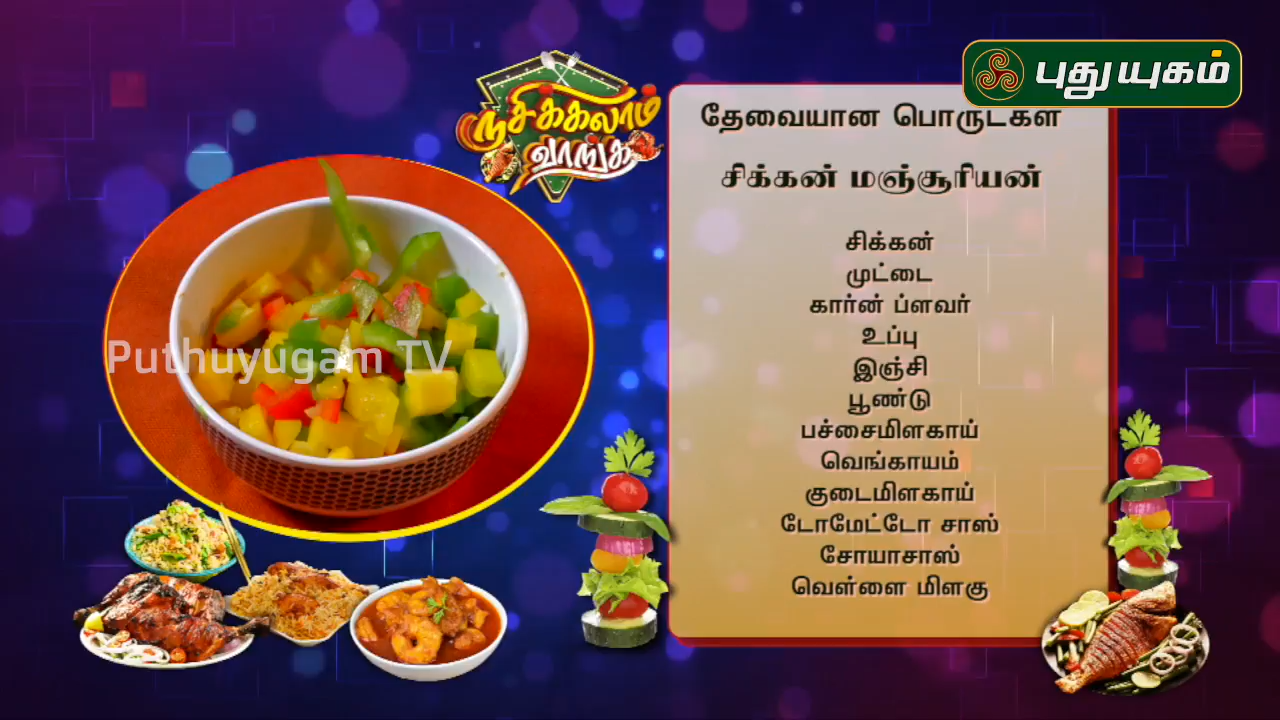 புதுயுகம்
ருசிக்கலாம்
வாங்க
தேவையான பொருட்கள்
சிக்கன் மஞ்சூரியன்
சிக்கன்
முட்டை
கார்ன் ப்ளவர்
உப்பு
இஞ்சி
பூண்டு
பச்சைமிளகாய்
வெங்காயம்
குடைமிளகாய்
டோமேட்டோ சாஸ்
சோயாசாஸ்
வெள்ளை மிளகு
Puthuyugam TV